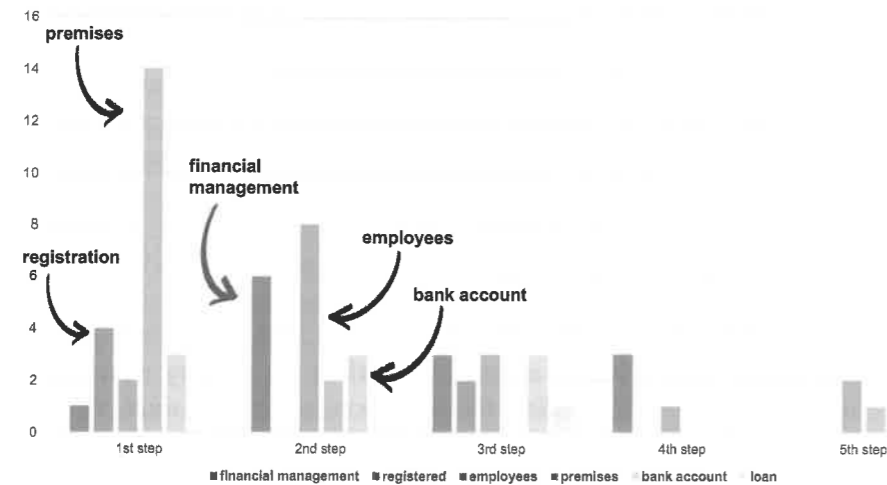 16
premises
14
12
10
financial
management
8
employees
registration
6
bank account
4
2
0
1st step 2nd step 3rd step 4th step 5th step
financial management registered employees premises bank account loan